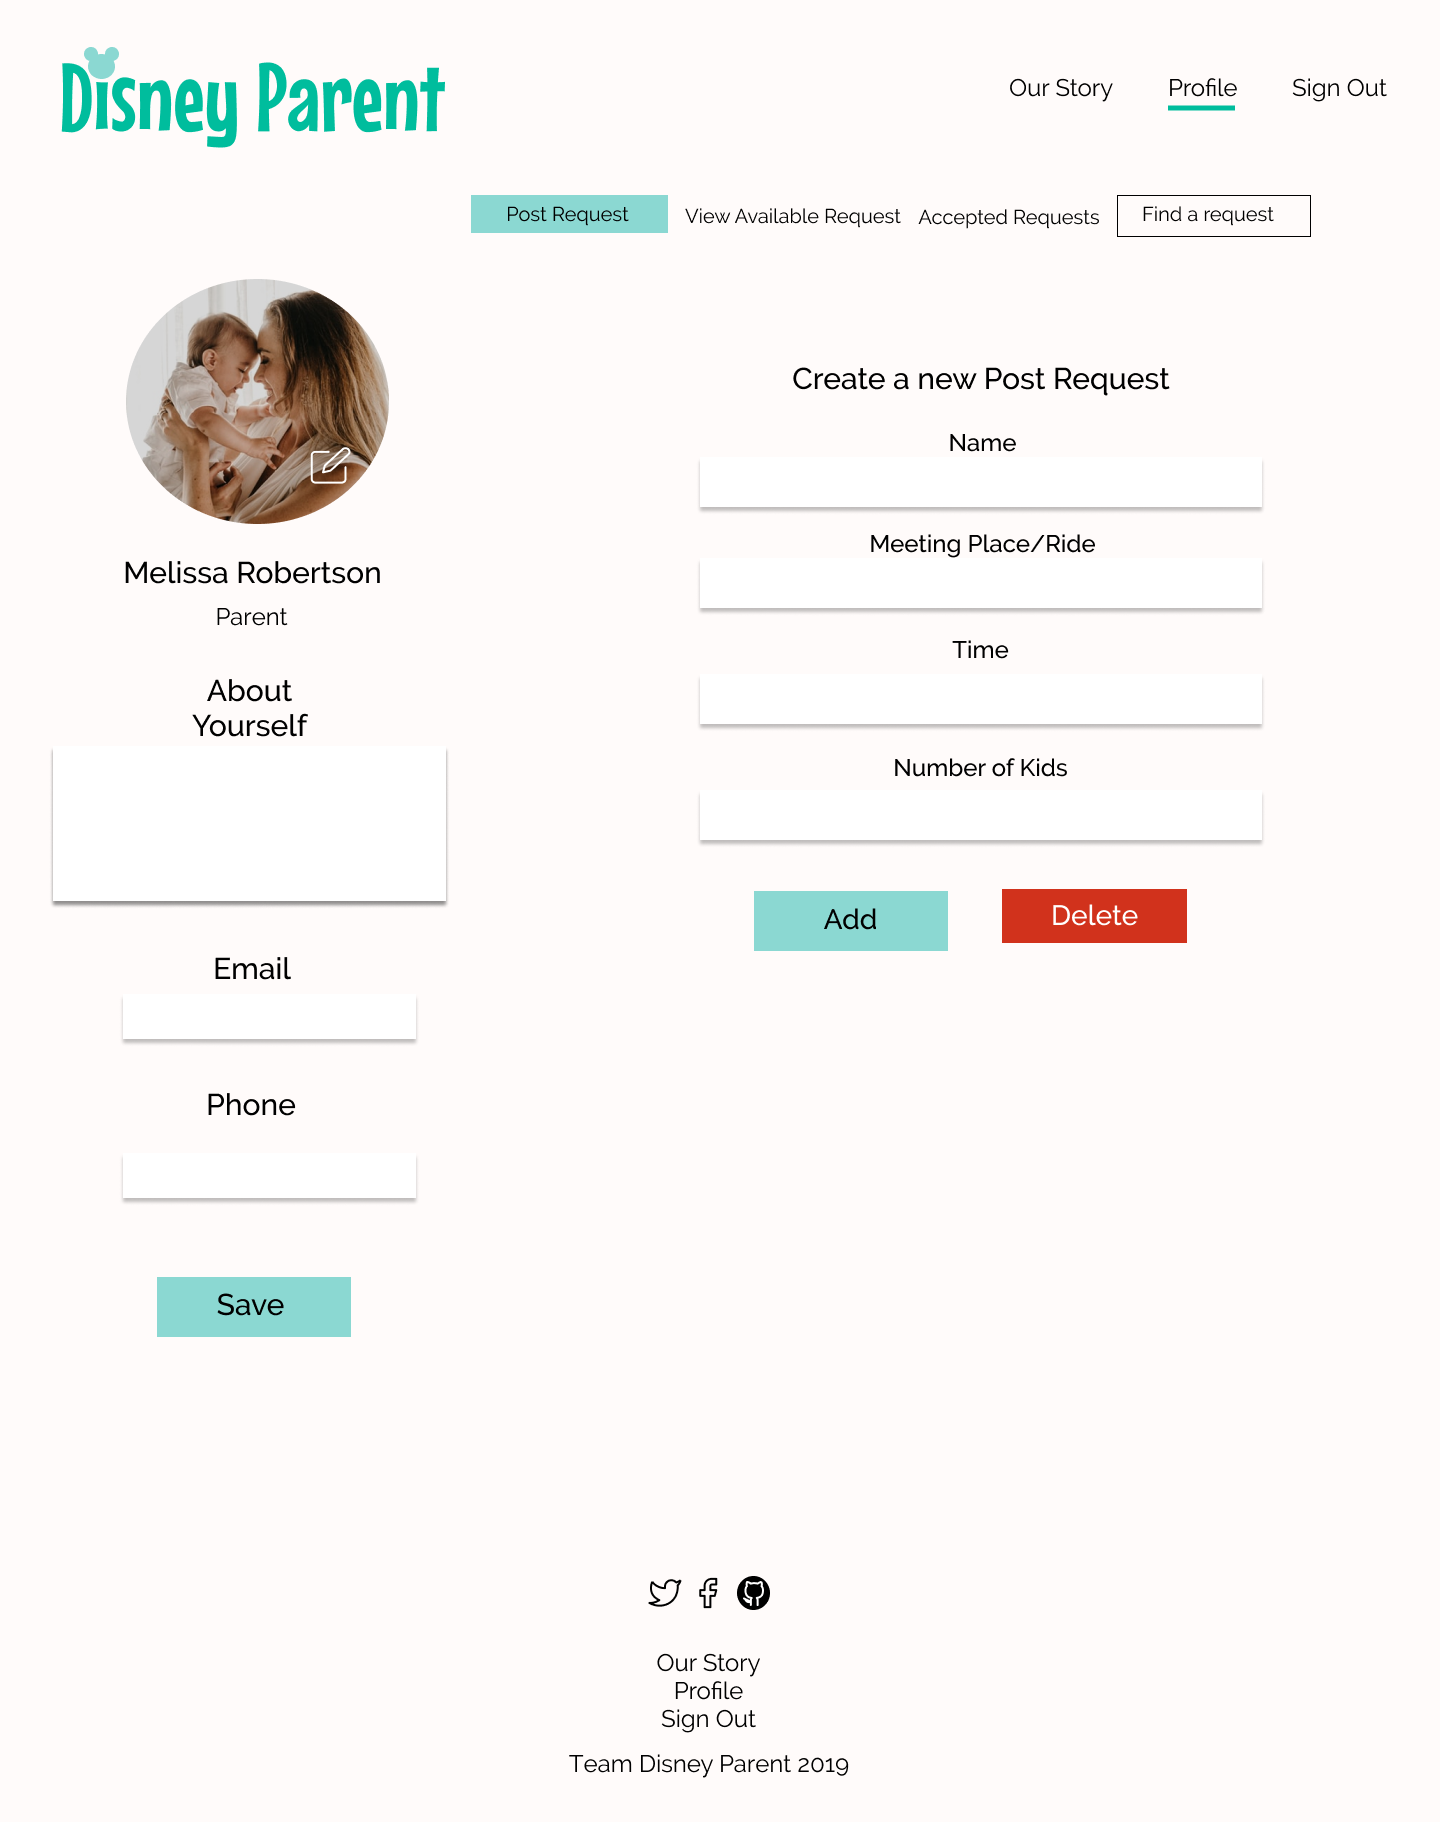 Disney Parent
Our Story
Profile
Sign Out
Post Request
View Available Request
Accepted Requests
Find a request
Melissa Robertson
Parent
About
Yourself
Email
Phone
Save
Create a new Post Request
Name
Meeting Place/Ride
Time
Number of Kids
Add
Delete
Our Story
Profile
Sign Out
Team Disney Parent 2019